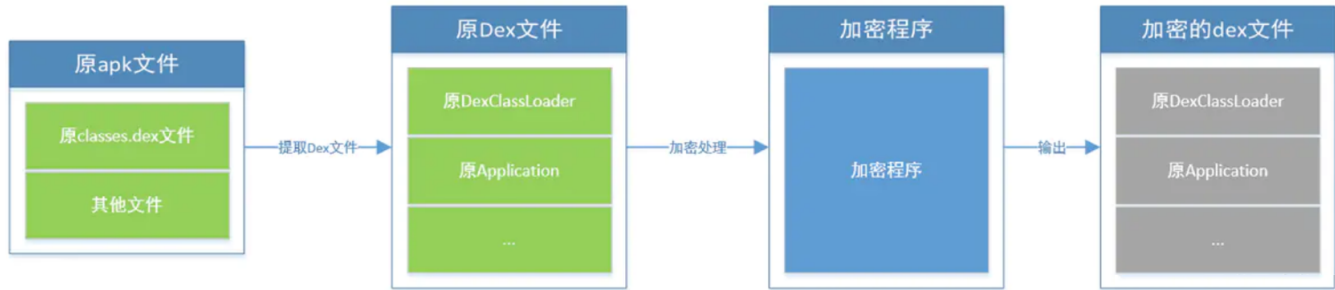 原apk文件
原classes.dex文件
其他文件
提取Dex文件
原Dex文件
原DexClassLoader
原Application
...
加密处理
加密程序
加密程序
输出
加密的dex文件
原DexClassLoader
原Application
...